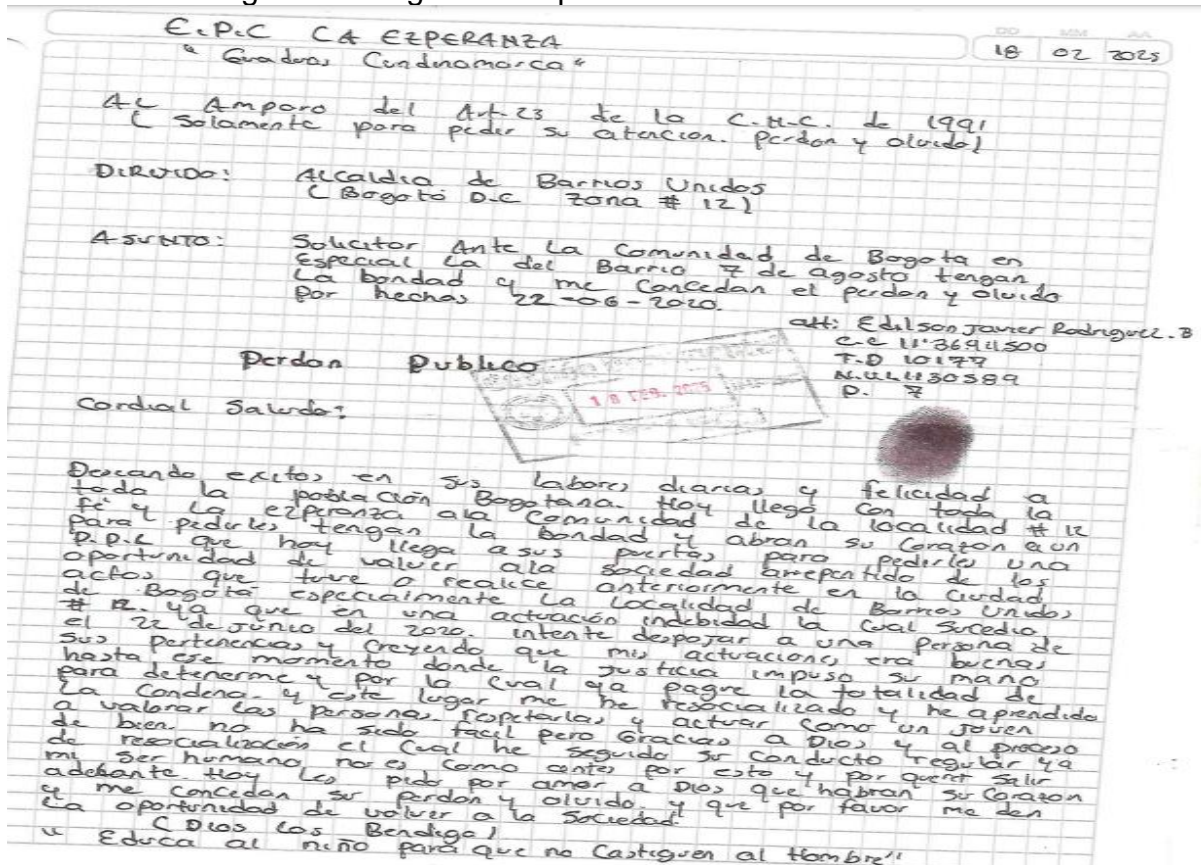 E.P.C CA EZPERANZA
DD MM AA
18 02 2025
" Guaduas Cundinamarca "
AL Amparo del Art. 23 de la C.N.C. de 1991
( Solamente para pedir su atencion. Perdon y olvido)
DIRIJIDO: Alcaldia de Barrios Unidos
( Bogotá D.C zona # 12)
ASUNTO: Solicitar Ante La Comunidad de Bogota en
Especial La del Barrio 7 de agosto tengan
La bondad y me Concedan el perdon y olvido
Por hechos 22-06-2020.
att: Edilson Javier Rodriguez. B
T.D 10177
P. 7
Perdon Publico
18 FEB. 2025
Cordial Saludo:
Deseando exitos en sus labores diarias y felicidad a
toda la poblacion Bogotana. Hoy llego con toda la
fé y La ezperanza ala Comunidad de la localidad # 12
para pedirles tengan la bondad y abran su Corazon a un
P.P.L que hoy llega a sus puertas para pedirles una
oportunidad de valver ala sociedad arrepentido de los
actos que tuve o realice anteriormente en la Ciudad
de Bogotá especialmente La Localidad de Barrios Unidos
# 12. ya que en una actuación indebidad la cual sucedio
el 22 de Junio del 2020. intente despojar a una persona de
sus pertenencias y creyendo que mis actuaciones era buenas
hasta ese momento donde la justicia impuso su mano
para detenerme y por lo cual ya pague la totalidad de
La Condena. y este lugar me he resocializado y he aprendido
a valorar Las personas. respetarlas y actuar como un joven
de bien. no ha sido facil pero Gracias a Dios y al proceso
de resocialización el cual he seguido su conducto regular ya
mi ser humano no es como antes por esto y por querer salir
adelante. Hoy Les pido por amor a Dios que habran su Corazon
y me concedan su perdon y olvido. y que por favor me den
La oportunidad de volver a la sociedad.
( Dios Los Bendiga)
" Educa al niño para que no Castiguen al Hombre"